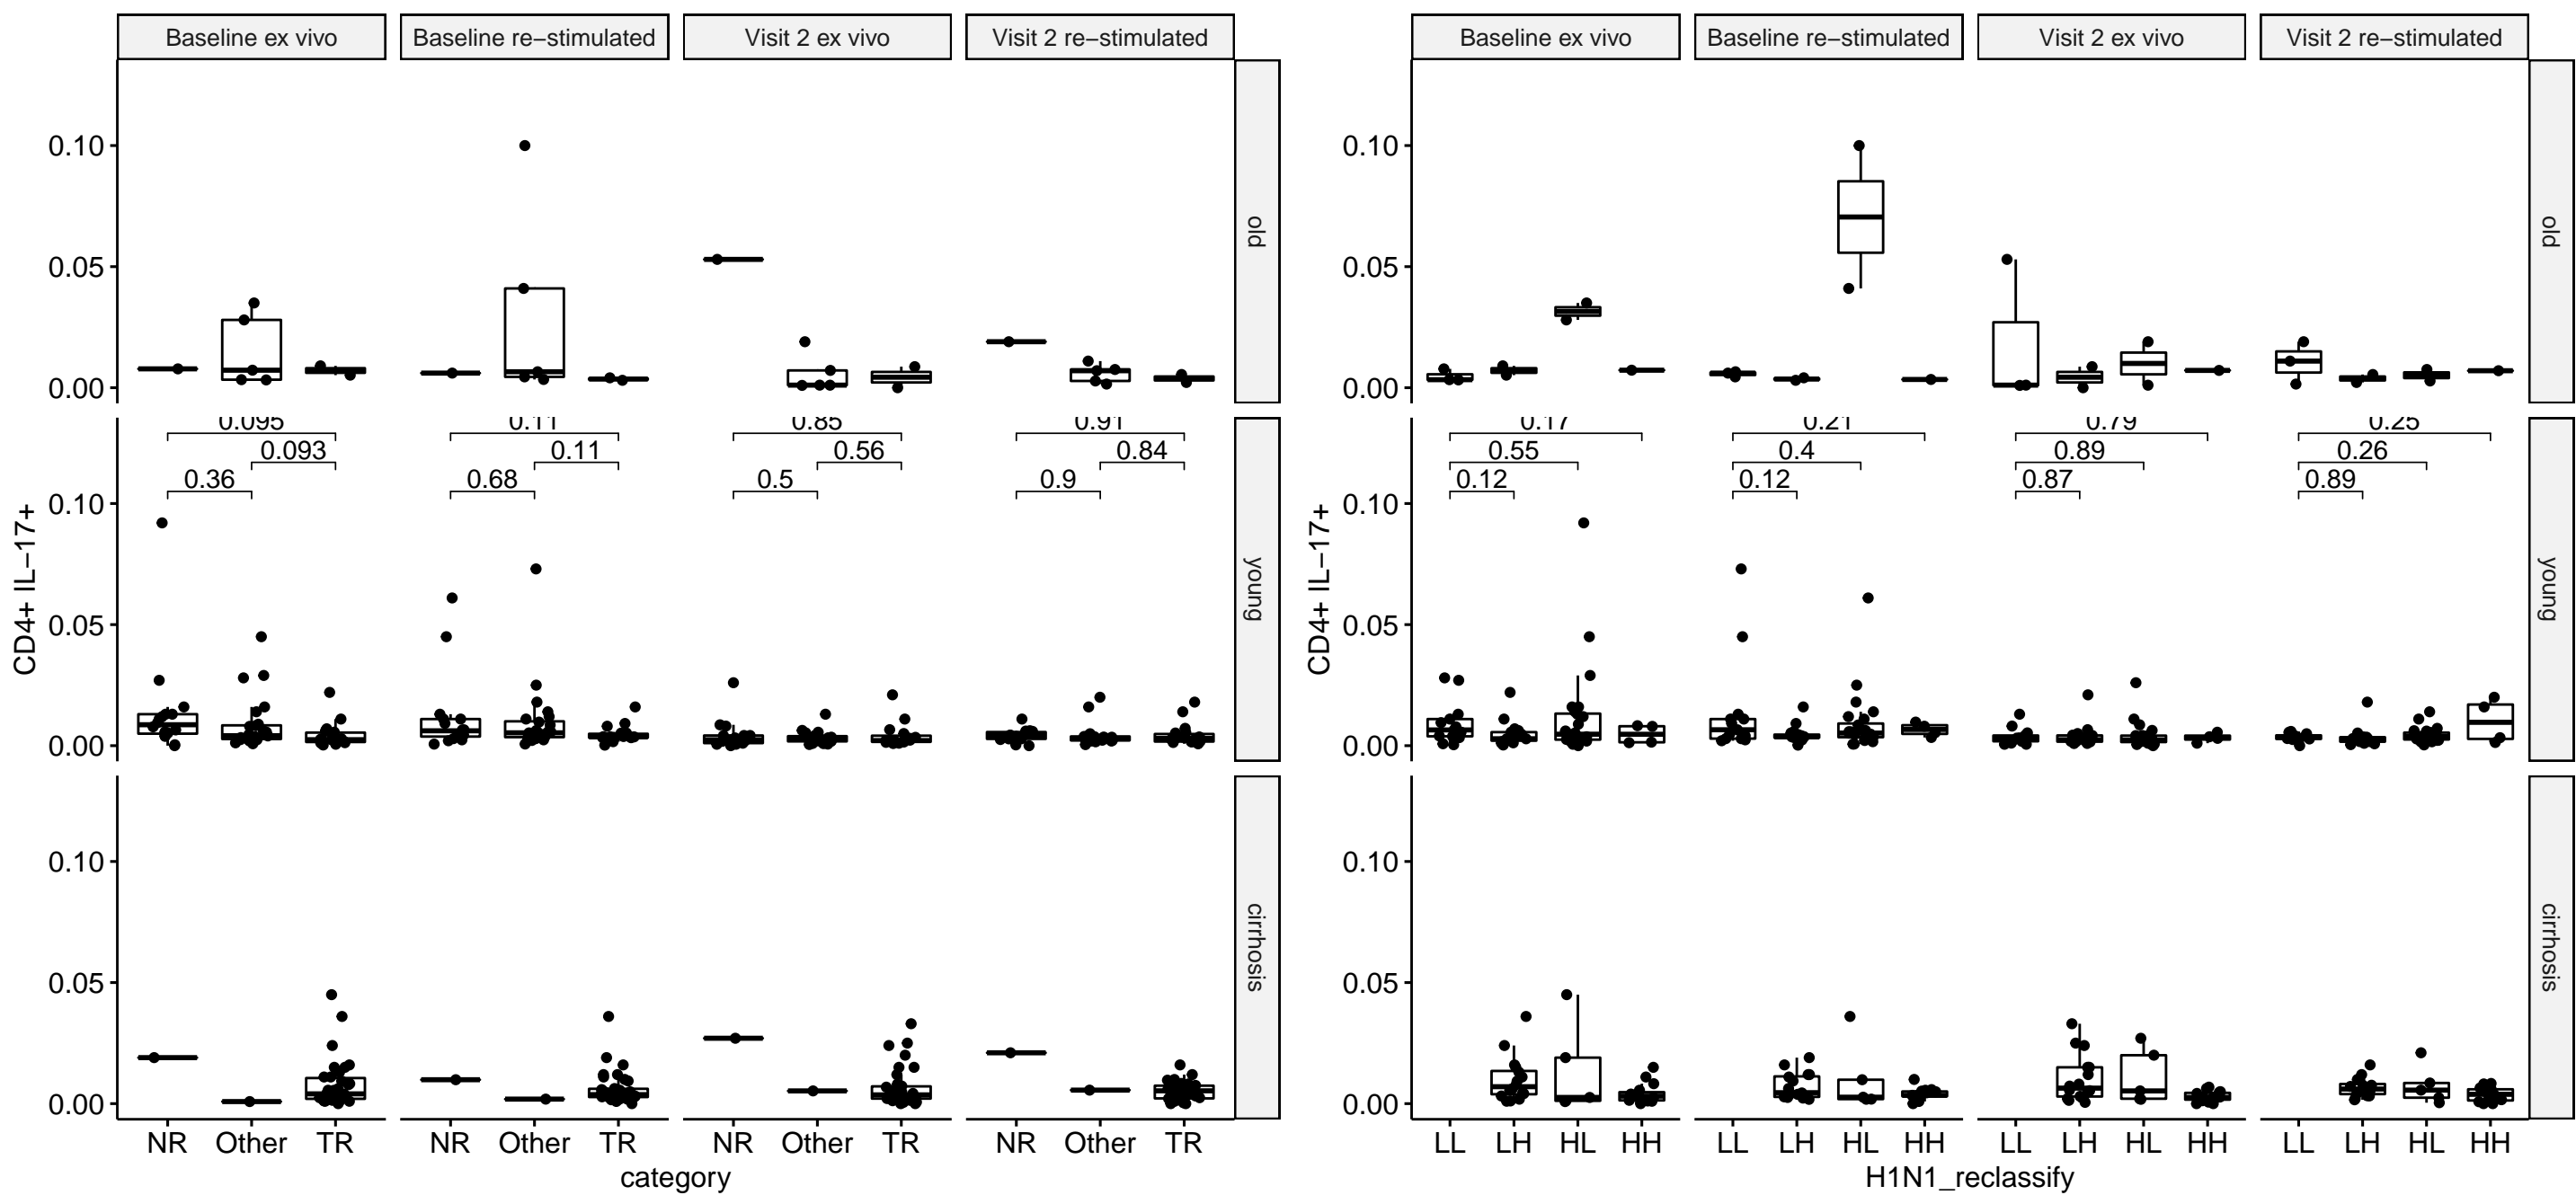 Baseline ex vivo Baseline re−stimulated Visit 2 ex vivo Visit 2 re−stimulated
old
0.10
0.05
0.00
0.095 0.11 0.85 0.91
0.093 0.11 0.56 0.84
0.36 0.68 0.5 0.9
young
0.10
0.05
0.00
CD4+ IL−17+
cirrhosis
0.10
0.05
0.00
NR Other TR NR Other TR NR Other TR NR Other TR
category
Baseline ex vivo Baseline re−stimulated Visit 2 ex vivo Visit 2 re−stimulated
old
0.10
0.05
0.00
0.17 0.21 0.79 0.25
0.55 0.4 0.89 0.26
0.12 0.12 0.87 0.89
young
0.10
0.05
0.00
CD4+ IL−17+
cirrhosis
0.10
0.05
0.00
LL LH HL HH LL LH HL HH LL LH HL HH LL LH HL HH
H1N1_reclassify